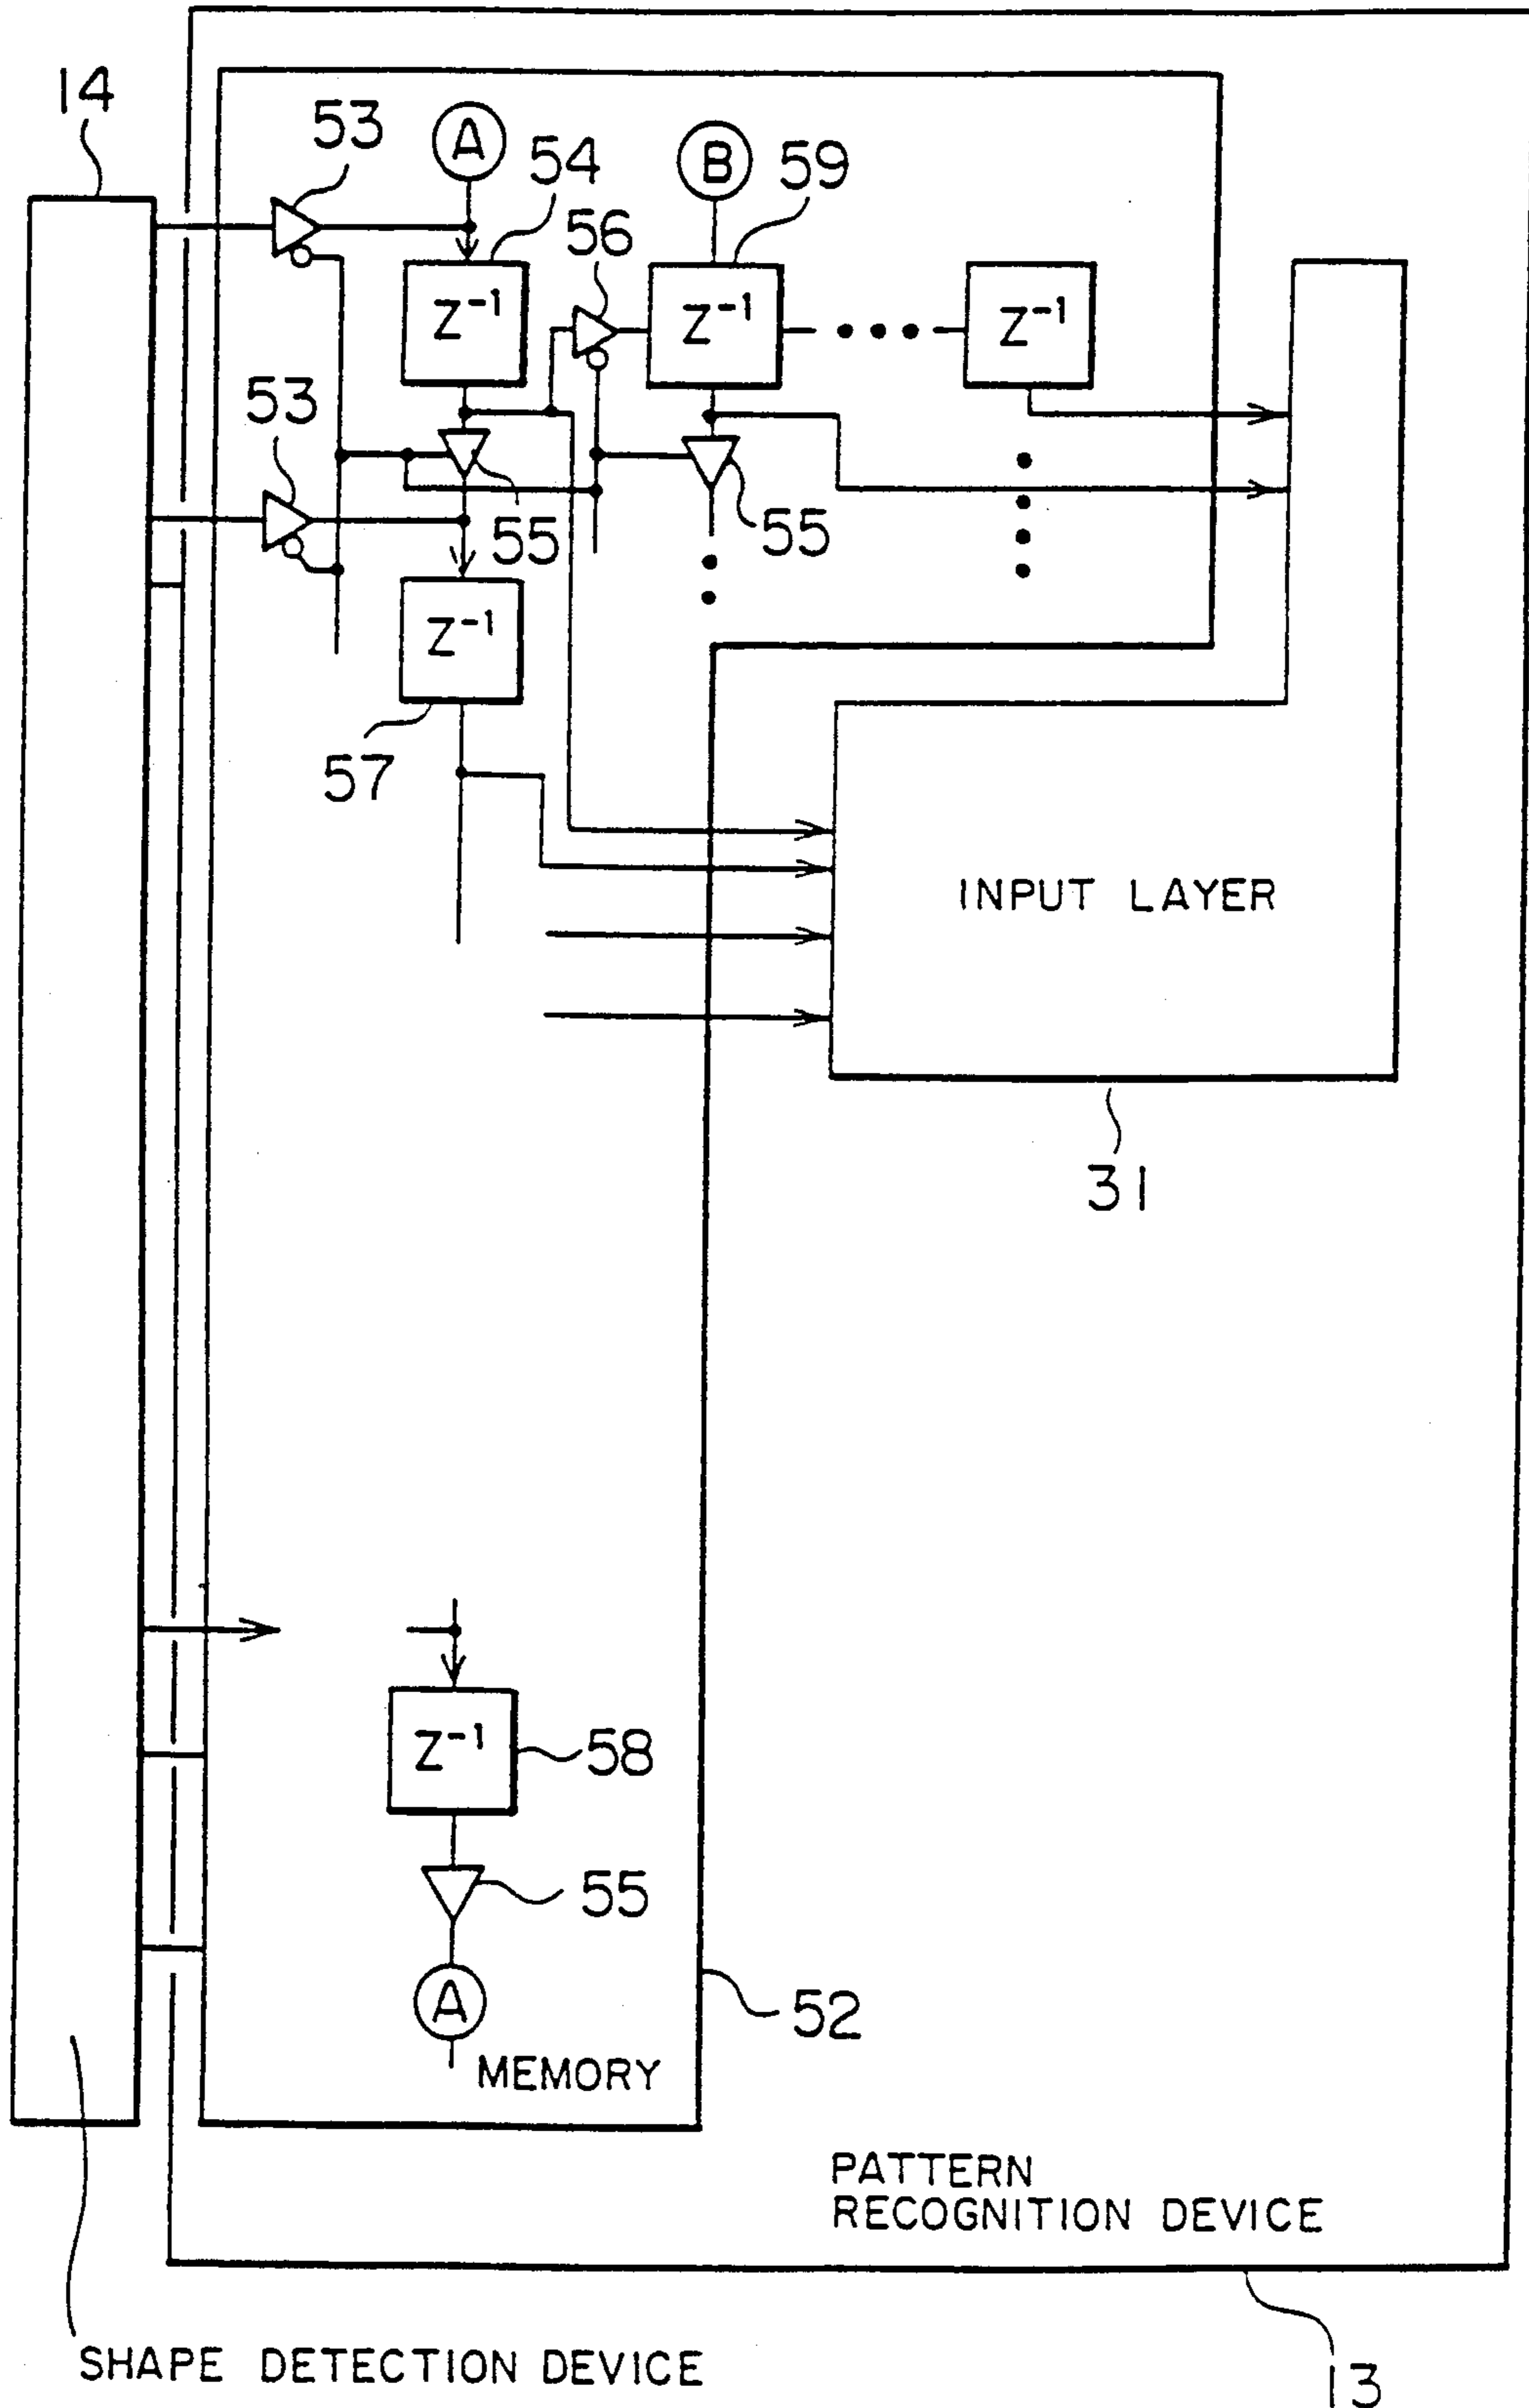 14
53
A
54
B
59
56
Z⁻¹
Z⁻¹
Z⁻¹
53
55
55
Z⁻¹
57
INPUT LAYER
31
Z⁻¹
58
55
A
52
MEMORY
PATTERN
RECOGNITION DEVICE
SHAPE DETECTION DEVICE
13